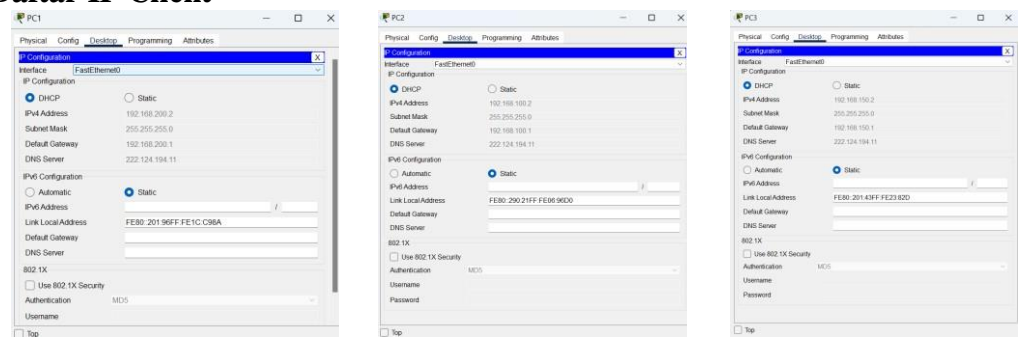 Daftar IP Client
PC1
Physical Config Desktop Programming Attributes
IP Configuration X
Interface FastEthernet0
IP Configuration
DHCP Static
IPv4 Address 192.168.200.2
Subnet Mask 255.255.255.0
Default Gateway 192.168.200.1
DNS Server 222.124.194.11
IPv6 Configuration
Automatic Static
IPv6 Address /
Link Local Address FE80::201:96FF:FE1C:C98A
Default Gateway
DNS Server
802.1X
Use 802.1X Security
Authentication MD5
Username
Top
PC2
Physical Config Desktop Programming Attributes
IP Configuration X
Interface FastEthernet0
IP Configuration
DHCP Static
IPv4 Address 192.168.100.2
Subnet Mask 255.255.255.0
Default Gateway 192.168.100.1
DNS Server 222.124.194.11
IPv6 Configuration
Automatic Static
IPv6 Address /
Link Local Address FE80::290:21FF:FE06:96D0
Default Gateway
DNS Server
802.1X
Use 802.1X Security
Authentication MD5
Username
Password
Top
PC3
Physical Config Desktop Programming Attributes
IP Configuration X
Interface FastEthernet0
IP Configuration
DHCP Static
IPv4 Address 192.168.150.2
Subnet Mask 255.255.255.0
Default Gateway 192.168.150.1
DNS Server 222.124.194.11
IPv6 Configuration
Automatic Static
IPv6 Address /
Link Local Address FE80::201:43FF:FE23:82D
Default Gateway
DNS Server
802.1X
Use 802.1X Security
Authentication MD5
Username
Password
Top